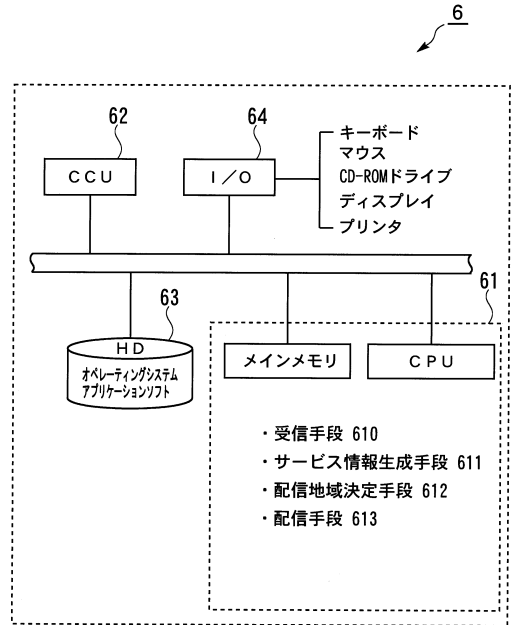 6
62
64
CCU
I/O
キーボード
マウス
CD-ROMドライブ
ディスプレイ
プリンタ
63
61
HD
オペレーティングシステム
アプリケーションソフト
メインメモリ
CPU
・受信手段 610
・サービス情報生成手段 611
・配信地域決定手段 612
・配信手段 613